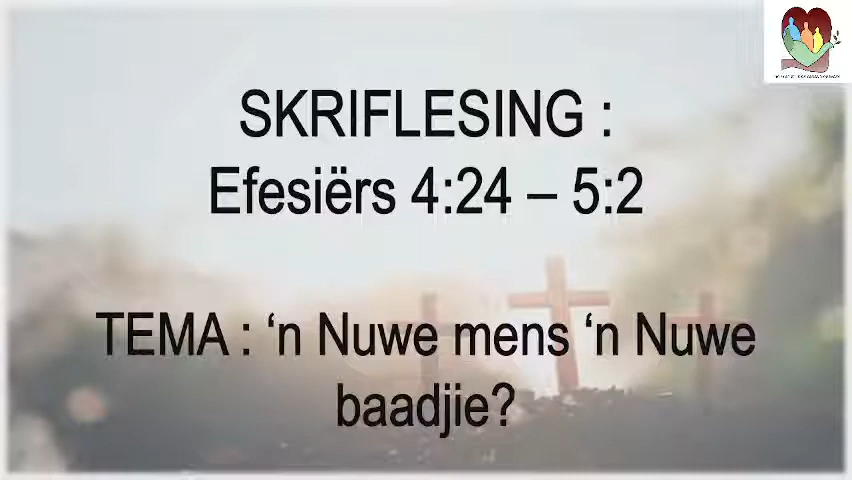 SKRIFLESING :
Efesiërs 4:24 – 5:2
TEMA : ‘n Nuwe mens ‘n Nuwe
baadjie?